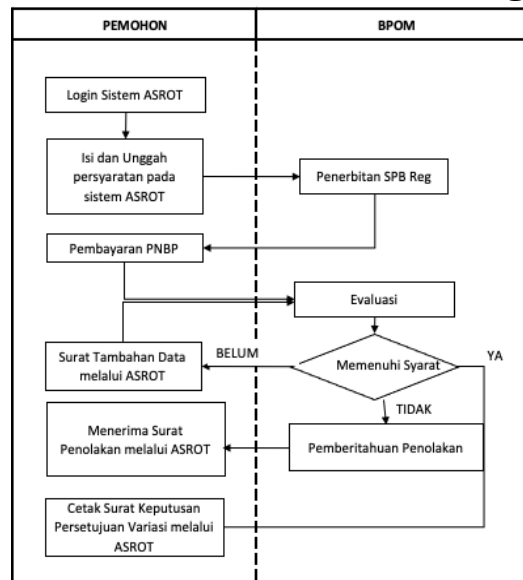 PEMOHON
BPOM
Login Sistem ASROT
Isi dan Unggah
persyaratan pada
sistem ASROT
Penerbitan SPB Reg
Pembayaran PNBP
Evaluasi
Surat Tambahan Data
melalui ASROT
BELUM
Memenuhi Syarat
YA
TIDAK
Menerima Surat
Penolakan melalui ASROT
Pemberitahuan Penolakan
Cetak Surat Keputusan
Persetujuan Variasi melalui
ASROT